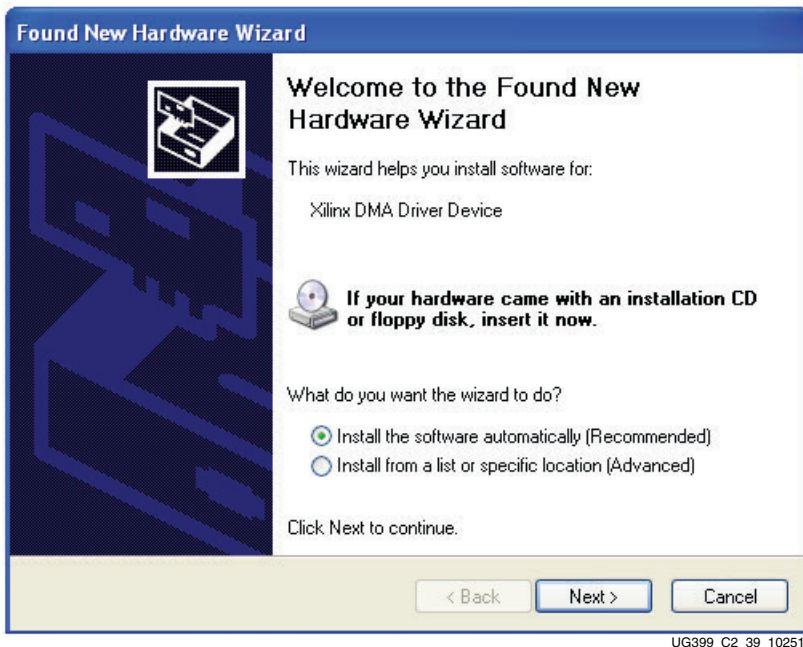 Found New Hardware Wizard
Welcome to the Found New
Hardware Wizard
This wizard helps you install software for:
Xilinx DMA Driver Device
If your hardware came with an installation CD
or floppy disk, insert it now.
What do you want the wizard to do?
Install the software automatically (Recommended)
Install from a list or specific location (Advanced)
Click Next to continue.
< Back Next > Cancel
UG399_C2_39_10251